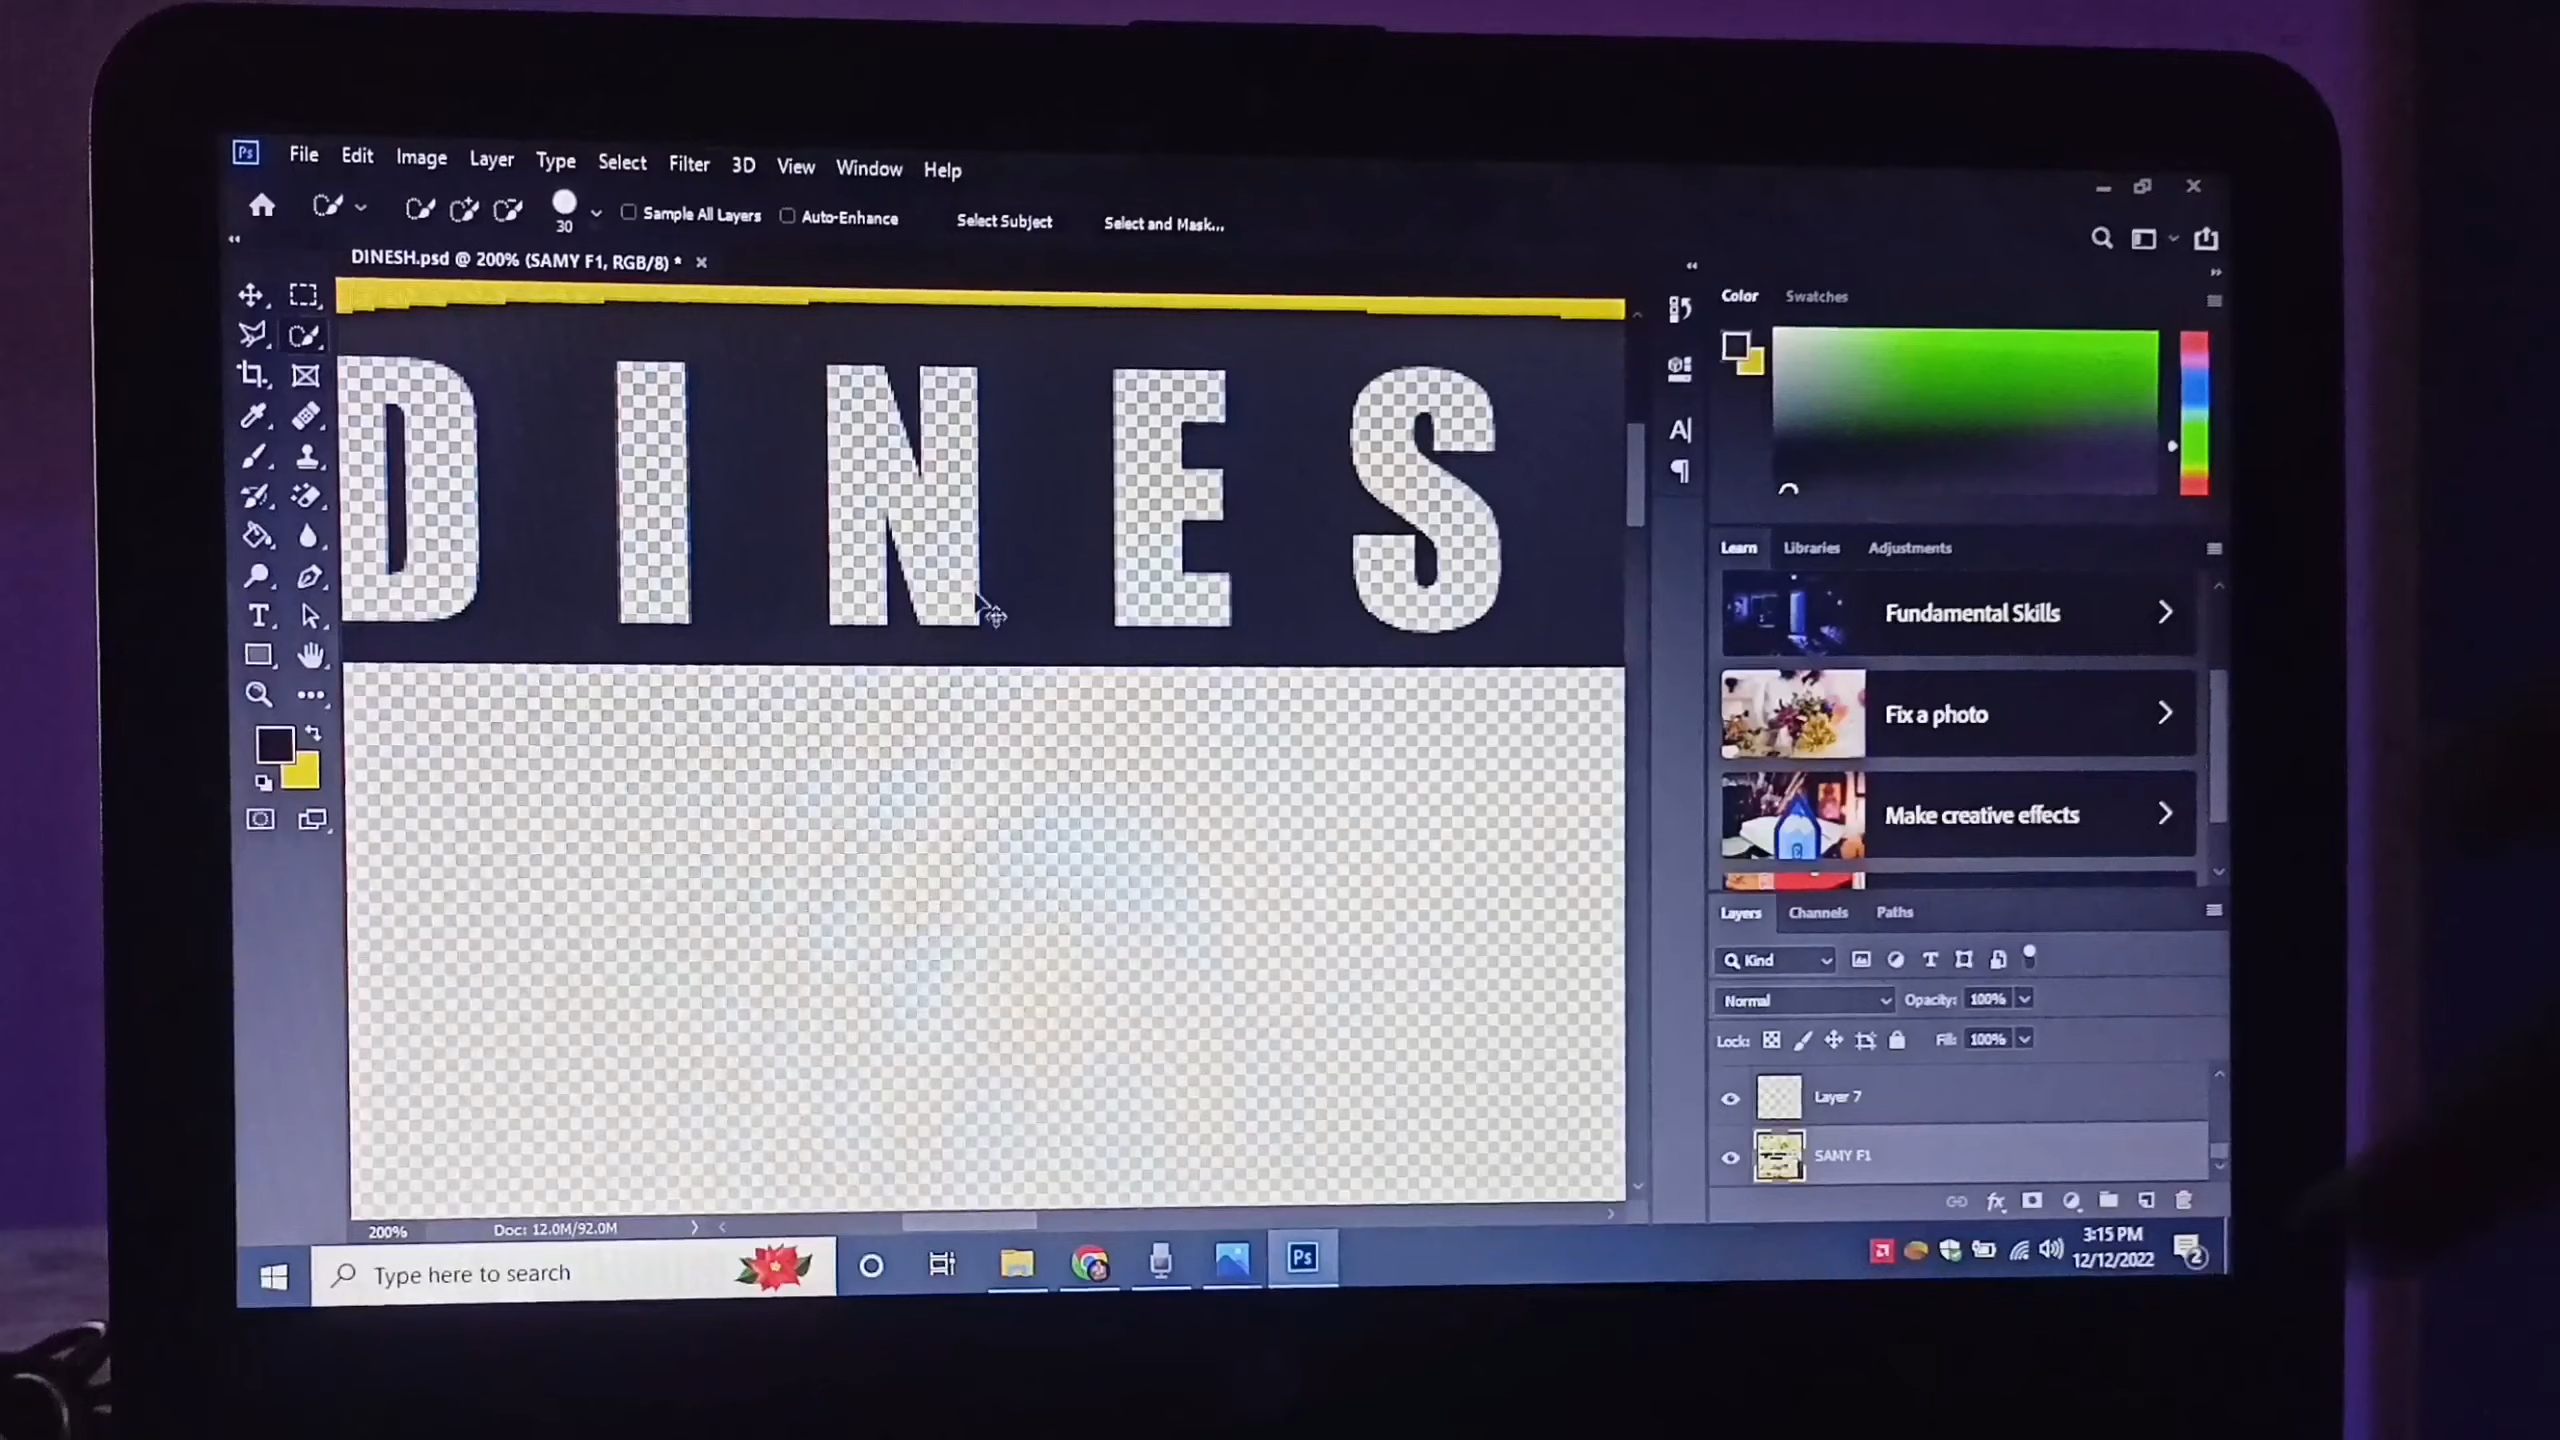 Ps File Edit Image Layer Type Select Filter 3D View Window Help
30 Sample All Layers Auto-Enhance Select Subject Select and Mask...
DINESH.psd @ 200% (SAMY F1, RGB/8) *
DINES
Color Swatches
Learn Libraries Adjustments
Fundamental Skills
Fix a photo
Make creative effects
Layers Channels Paths
Kind
Normal Opacity: 100%
Lock: Fill: 100%
Layer 7
SAMY F1
200% Doc: 12.0M/92.0M
Type here to search
Ps
3:15 PM
12/12/2022
2